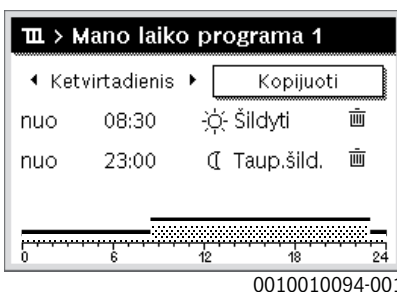 > Mano laiko programa 1
Ketvirtadienis Kopijuoti
nuo 08:30 Šildyti
nuo 23:00 Taup.šild.
0 6 12 18 24
0010010094-001